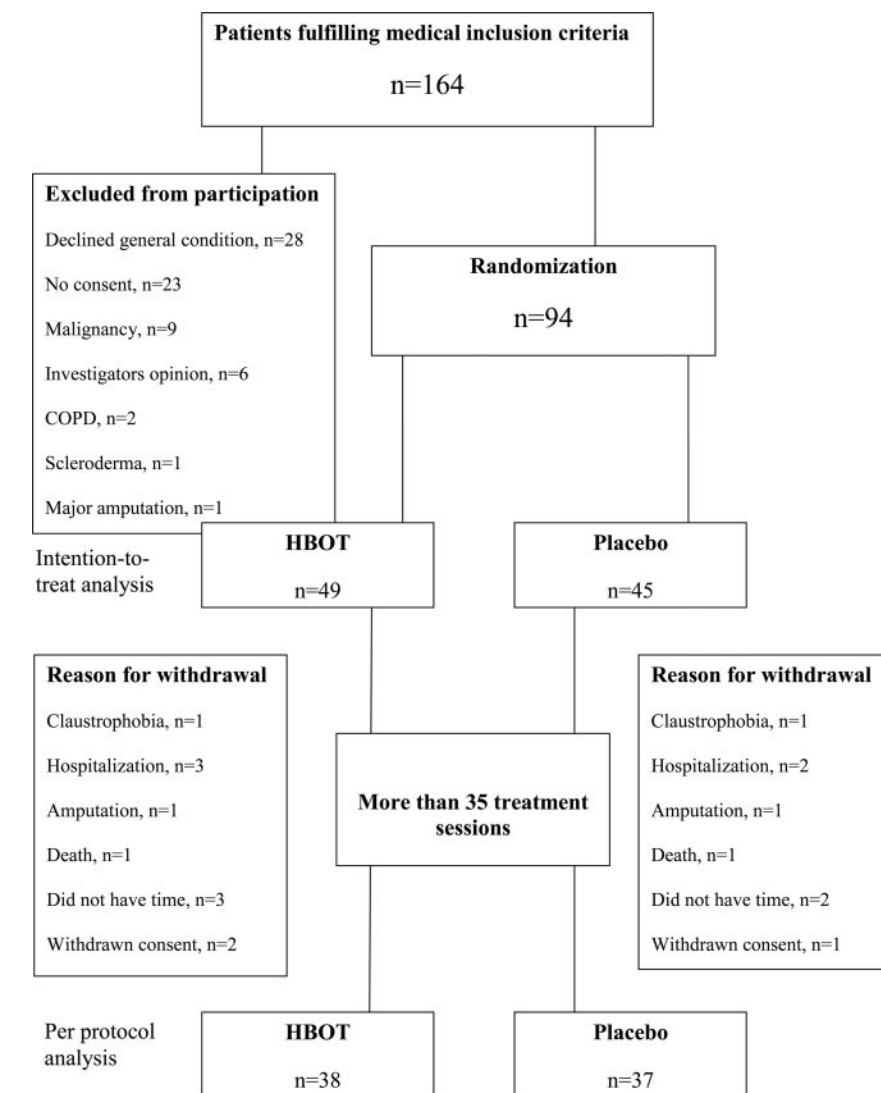 Patients fulfilling medical inclusion criteria
n=164
Excluded from participation
Declined general condition, n=28
No consent, n=23
Malignancy, n=9
Investigators opinion, n=6
COPD, n=2
Scleroderma, n=1
Major amputation, n=1
Randomization
n=94
Intention-to-
treat analysis
HBOT
n=49
Placebo
n=45
Reason for withdrawal
Claustrophobia, n=1
Hospitalization, n=3
Amputation, n=1
Death, n=1
Did not have time, n=3
Withdrawn consent, n=2
More than 35 treatment
sessions
Reason for withdrawal
Claustrophobia, n=1
Hospitalization, n=2
Amputation, n=1
Death, n=1
Did not have time, n=2
Withdrawn consent, n=1
Per protocol
analysis
HBOT
n=38
Placebo
n=37